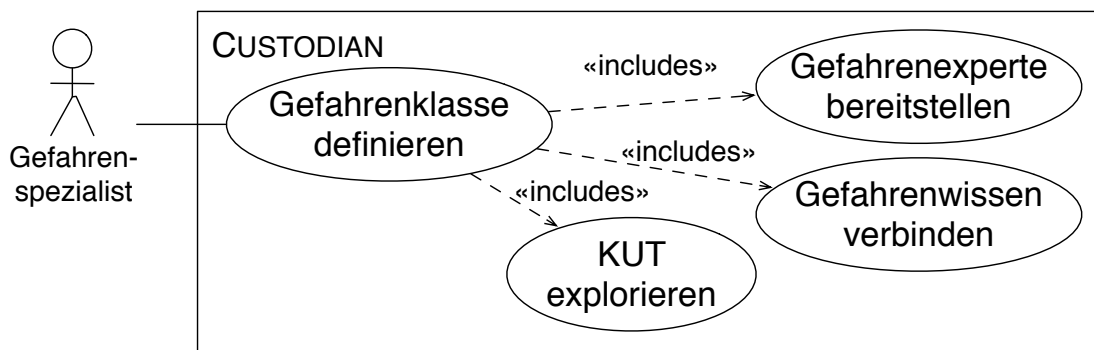 CUSTODIAN
«includes»
Gefahrenexperte
bereitstellen
Gefahrenklasse
definieren
Gefahren-
spezialist
«includes»
Gefahrenwissen
verbinden
«includes»
KUT
explorieren